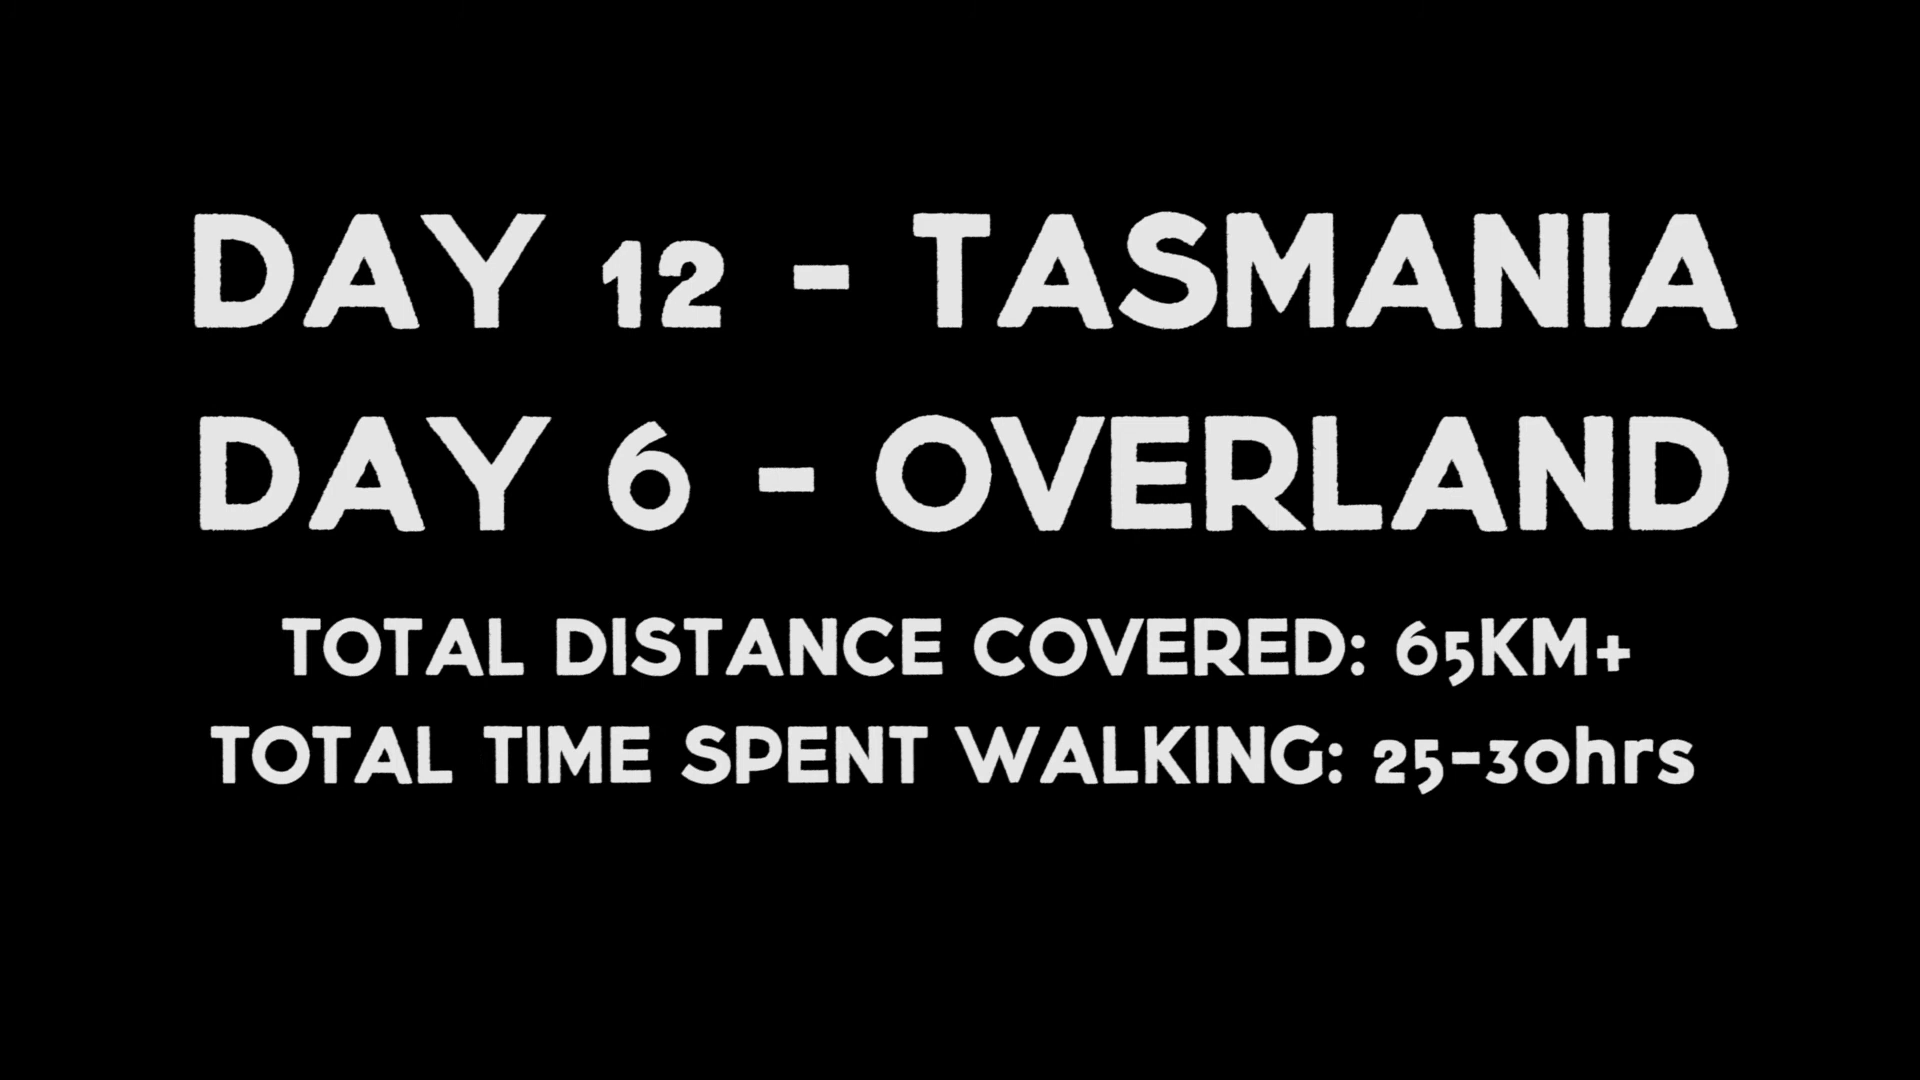 DAY 12 - TASMANIA
DAY 6 - OVERLAND
TOTAL DISTANCE COVERED: 65KM+
TOTAL TIME SPENT WALKING: 25-30hrs